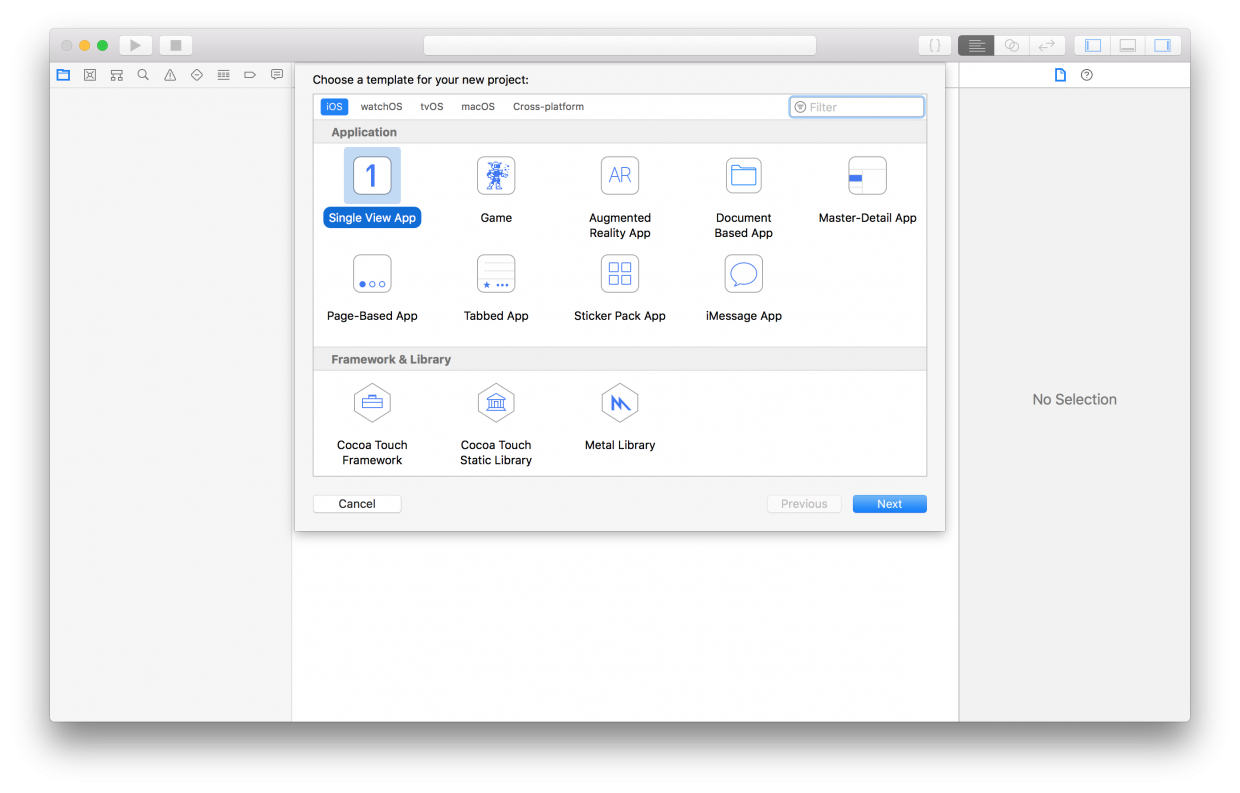 Choose a template for your new project:
iOS watchOS tvOS macOS Cross-platform Filter
Application
1 AR
Single View App Game Augmented Reality App Document Based App Master-Detail App
Page-Based App Tabbed App Sticker Pack App iMessage App
Framework & Library
Cocoa Touch Framework Cocoa Touch Static Library Metal Library
No Selection
Cancel Previous Next